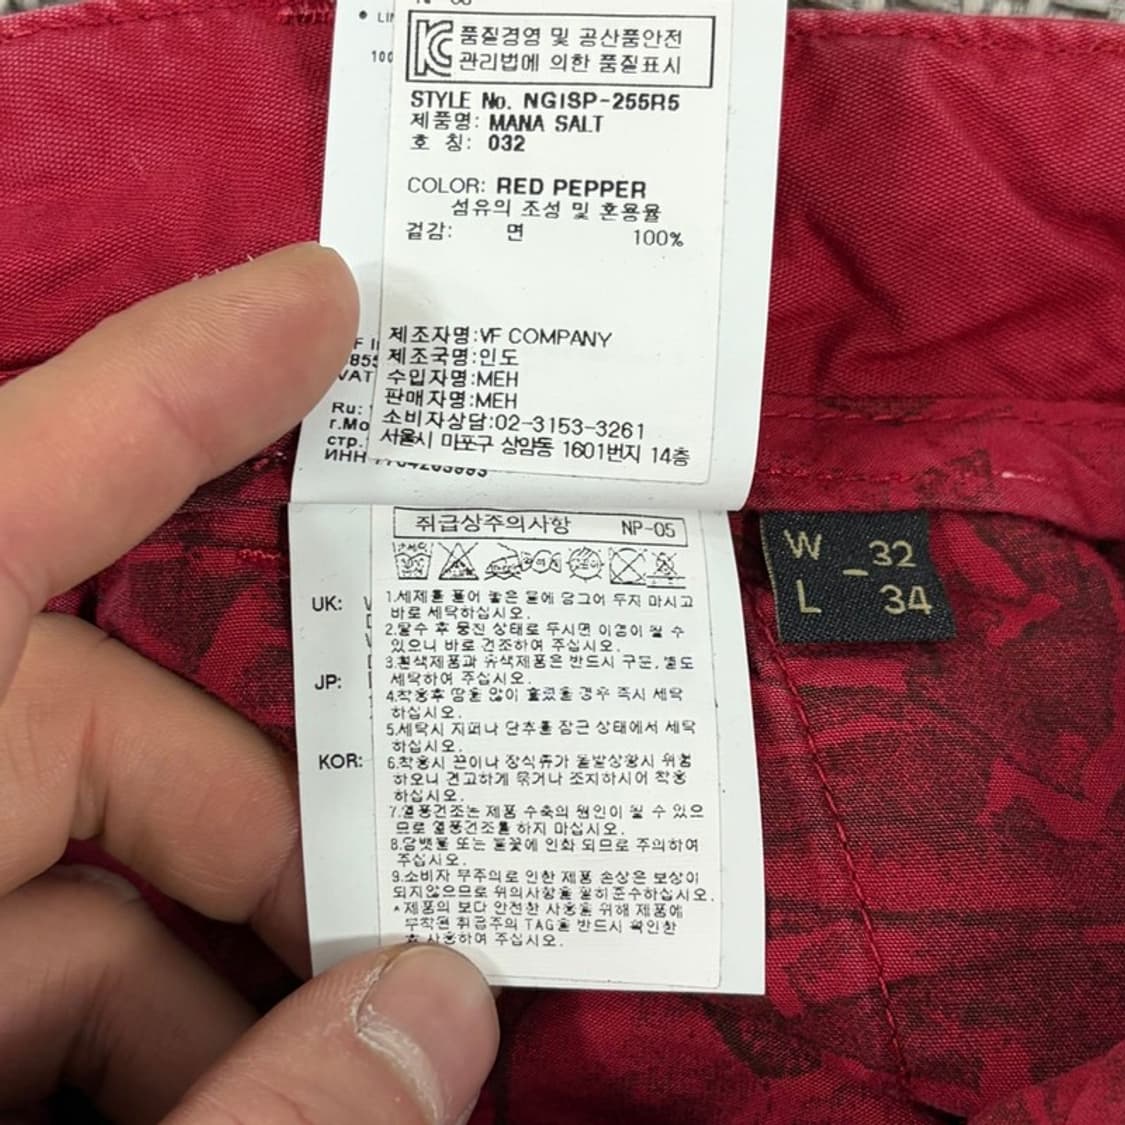 NP-05
LIN
100
KC
품질경영 및 공산품안전
관리법에 의한 품질표시
STYLE No. NGISP-255R5
제품명: MANA SALT
호 칭: 032
COLOR: RED PEPPER
섬유의 조성 및 혼용율
겉감: 면 100%
제조자명:VF COMPANY
제조국명:인도
수입자명:MEH
판매자명:MEH
소비자상담:02-3153-3261
서울시 마포구 상암동 1601번지 14층
855
VAT
Ru:
г.Мо
стр.
ИНН 7704263993
취급상주의사항 NP-05
1.세제를 풀어 놓은 물에 담그어 두지 마시고
바로 세탁하십시오.
2.탈수 후 뭉친 상태로 두시면 이염이 될 수
있으니 바로 건조하여 주십시오.
3.흰색제품과 유색제품은 반드시 구분, 별도
세탁하여 주십시오.
4.착용후 땀을 많이 흘렸을 경우 즉시 세탁
하십시오.
5.세탁시 지퍼나 단추를 잠근 상태에서 세탁
하십시오.
6.착용시 끈이나 장식류가 돌발상황시 위험
하오니 견고하게 묶거나 조치하시어 착용
하십시오.
7.열풍건조는 제품 수축의 원인이 될 수 있으
므로 열풍건조를 하지 마십시오.
8.담뱃불 또는 불꽃에 인화 되므로 주의하여
주십시오.
9.소비자 부주의로 인한 제품 손상은 보상이
되지않으므로 위의사항을 필히 준수하십시오.
*제품의 보다 안전한 사용을 위해 제품에
부착된 취급주의 TAG을 반드시 확인한
후 사용하여 주십시오.
UK:
JP:
KOR:
W 32
L 34